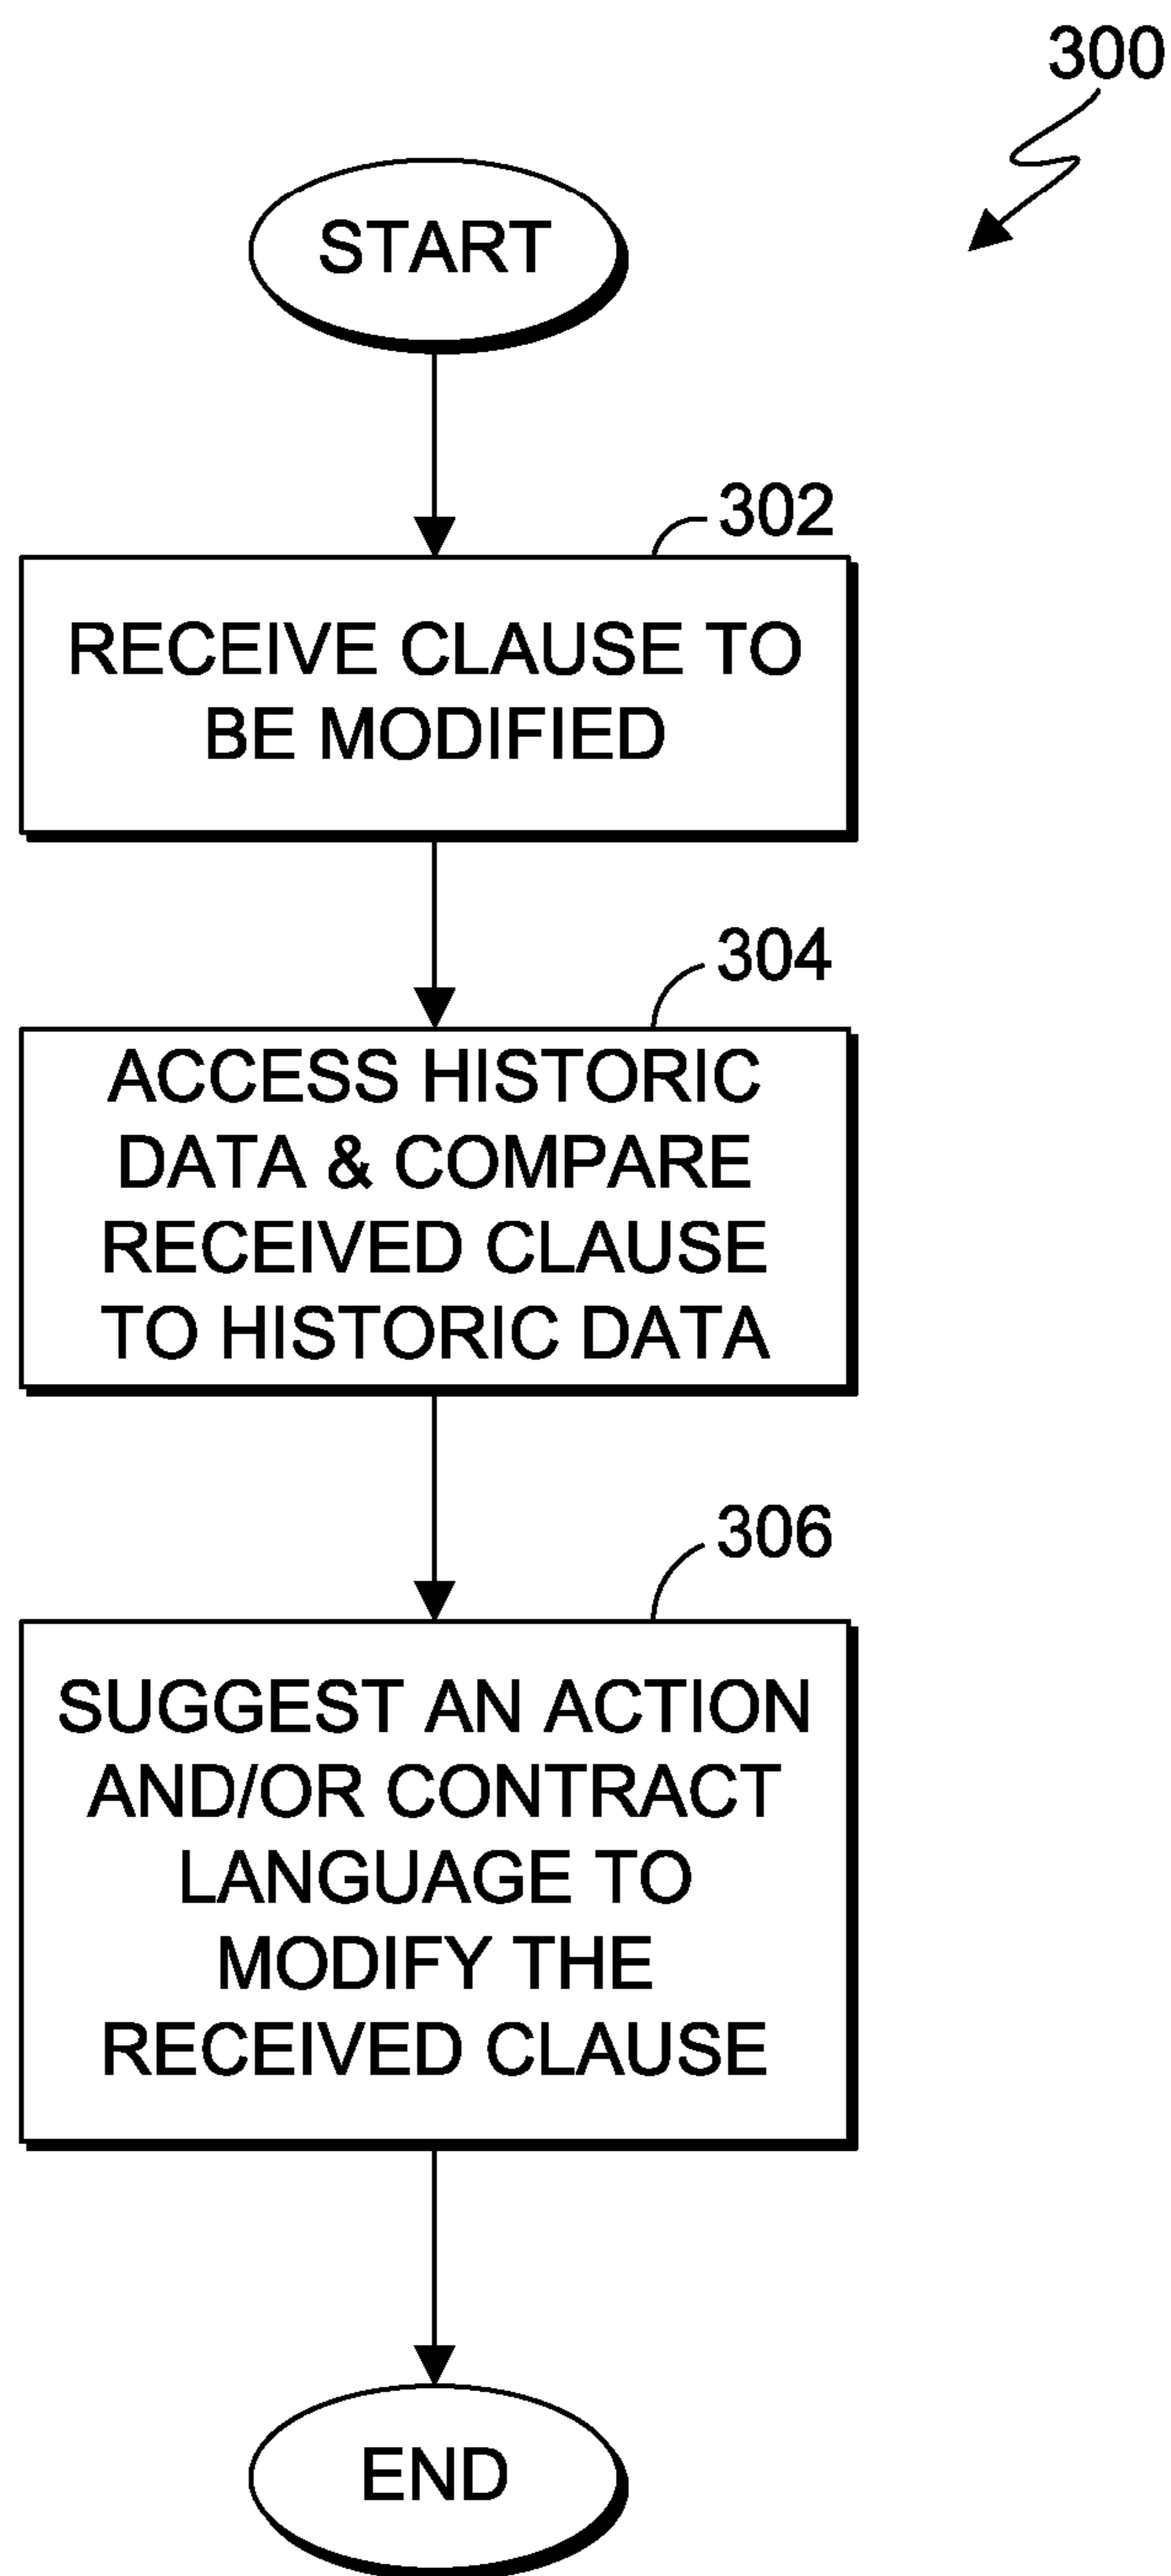 300
START
302
RECEIVE CLAUSE TO
BE MODIFIED
304
ACCESS HISTORIC
DATA & COMPARE
RECEIVED CLAUSE
TO HISTORIC DATA
306
SUGGEST AN ACTION
AND/OR CONTRACT
LANGUAGE TO
MODIFY THE
RECEIVED CLAUSE
END